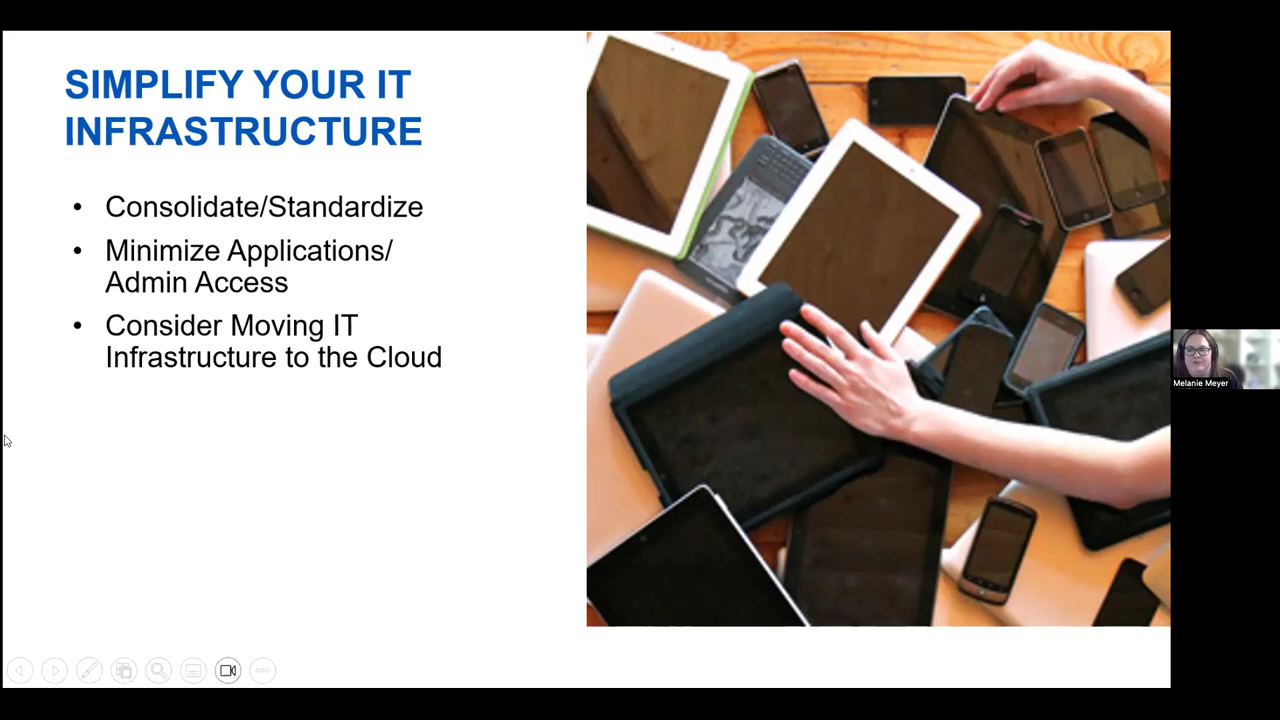 SIMPLIFY YOUR IT
INFRASTRUCTURE
• Consolidate/Standardize
• Minimize Applications/
Admin Access
• Consider Moving IT
Infrastructure to the Cloud
Melanie Meyer